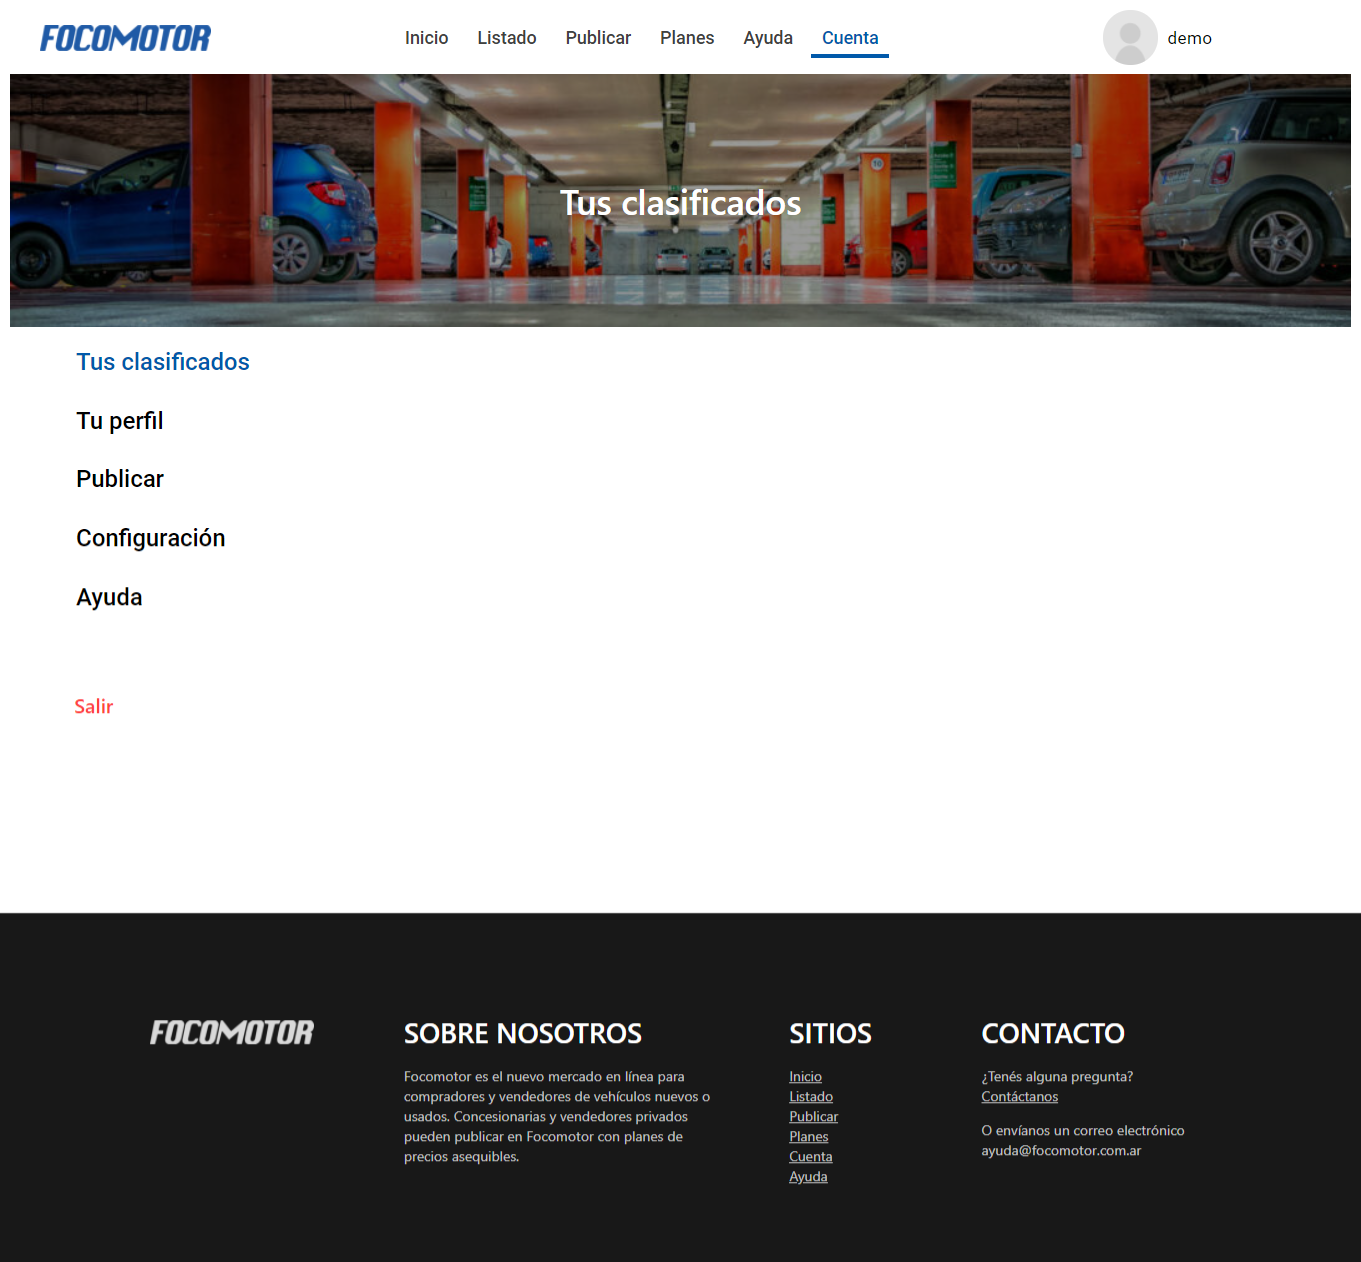 FOCOMOTOR
Inicio Listado Publicar Planes Ayuda Cuenta
demo
10
Tus clasificados
Tus clasificados
Tu perfil
Publicar
Configuración
Ayuda
Salir
FOCOMOTOR
SOBRE NOSOTROS
Focomotor es el nuevo mercado en línea para
compradores y vendedores de vehículos nuevos o
usados. Concesionarias y vendedores privados
pueden publicar en Focomotor con planes de
precios asequibles.
SITIOS
Inicio
Listado
Publicar
Planes
Cuenta
Ayuda
CONTACTO
¿Tenés alguna pregunta?
Contáctanos
O envíanos un correo electrónico
ayuda@focomotor.com.ar